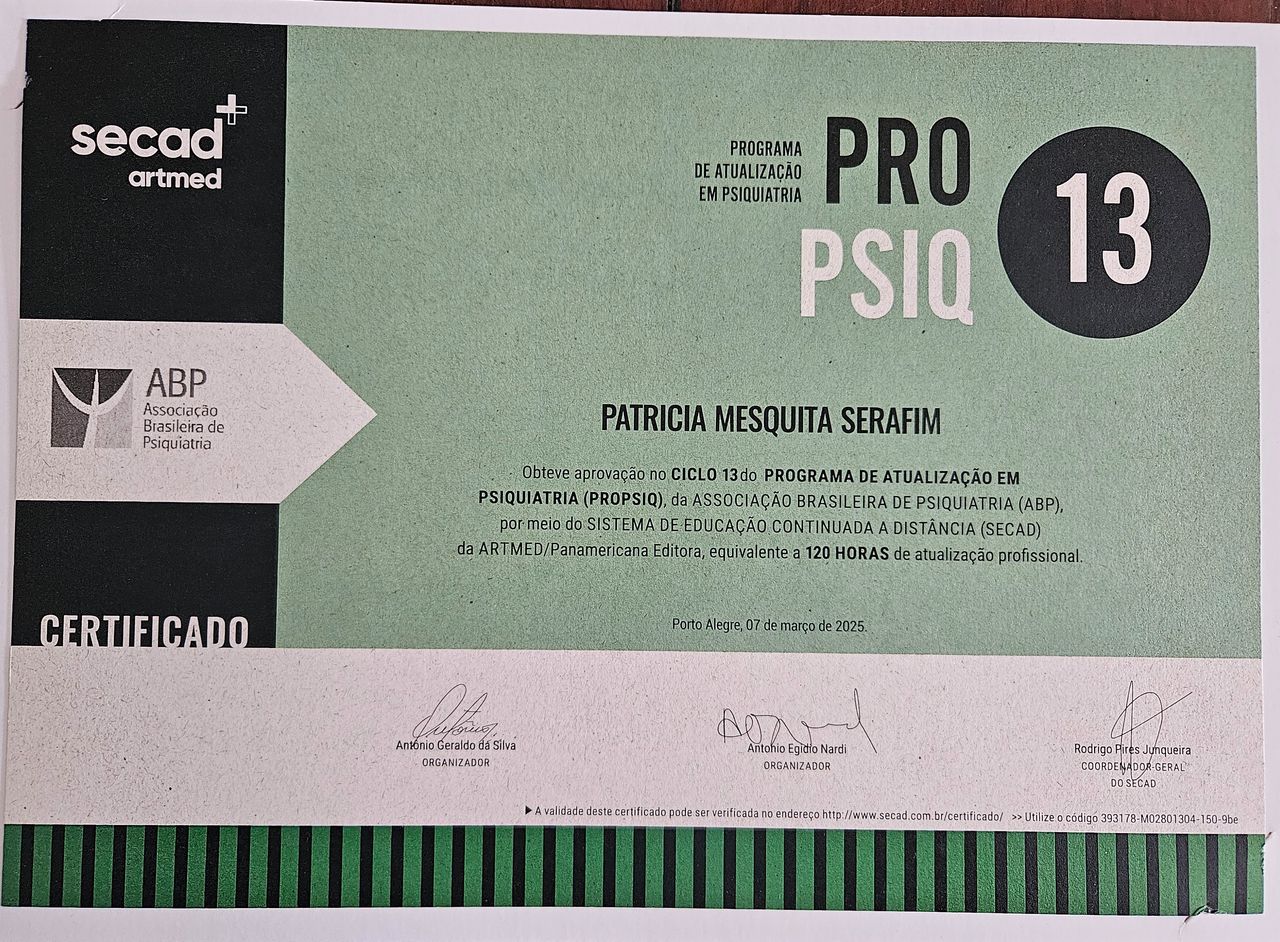 secad
artmed
PROGRAMA
DE ATUALIZAÇÃO
EM PSIQUIATRIA
PRO
PSIQ
13
ABP
Associação
Brasileira de
Psiquiatria
PATRICIA MESQUITA SERAFIM
Obteve aprovação no CICLO 13 do PROGRAMA DE ATUALIZAÇÃO EM
PSIQUIATRIA (PROPSIQ), da ASSOCIAÇÃO BRASILEIRA DE PSIQUIATRIA (ABP),
por meio do SISTEMA DE EDUCAÇÃO CONTINUADA A DISTÂNCIA (SECAD)
da ARTMED/Panamericana Editora, equivalente a 120 HORAS de atualização profissional.
Porto Alegre, 07 de março de 2025.
CERTIFICADO
Antônio Geraldo da Silva
ORGANIZADOR
Antonio Egidio Nardi
ORGANIZADOR
Rodrigo Pires Junqueira
COORDENADOR-GERAL
DO SECAD
A validade deste certificado pode ser verificada no endereço http://www.secad.com.br/certificado/ >> Utilize o código 393178-M02801304-150-9be